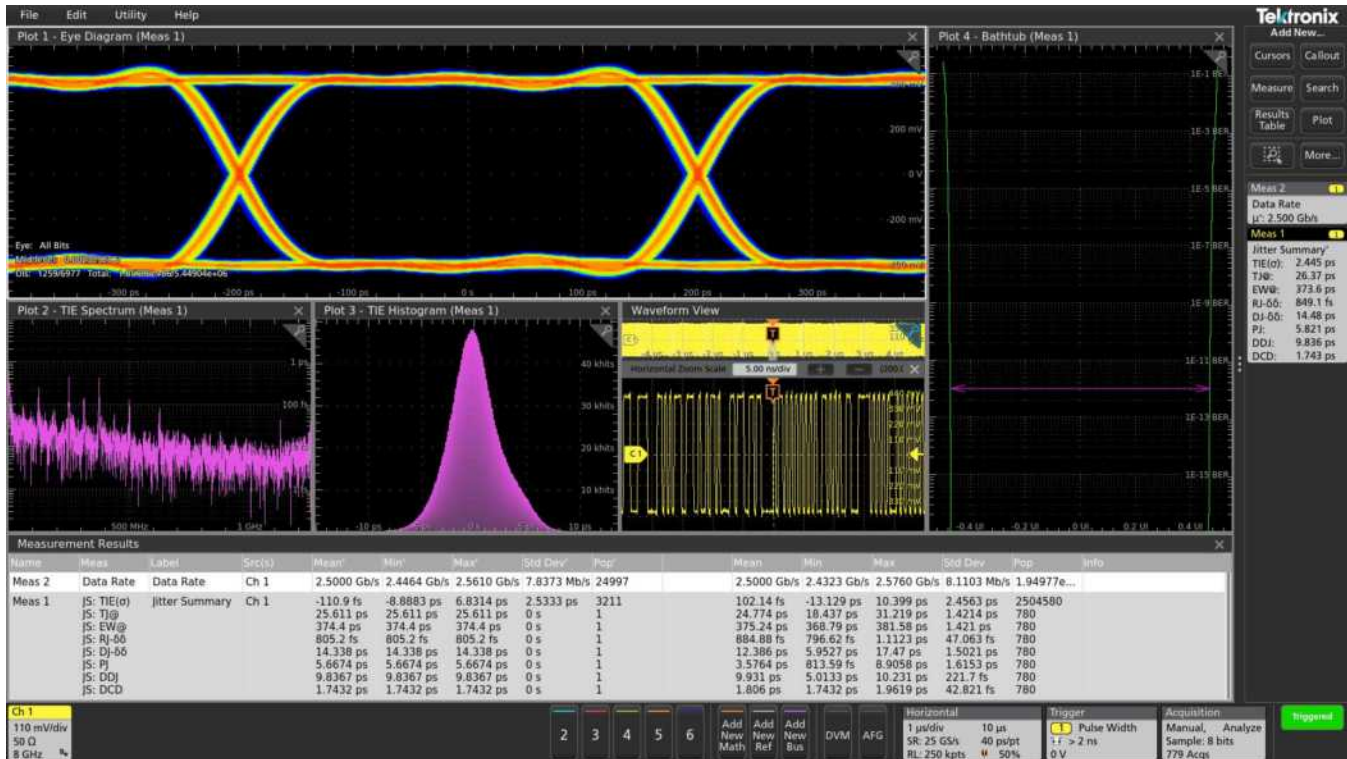 File Edit Utility Help
Tektronix
Add New...
Cursors Callout
Measure Search
Results Table Plot
More...
Plot 1 - Eye Diagram (Meas 1)
200 mV
0 V
-200 mV
Eye: All Bits
-300 ps -200 ps -100 ps 0 s 100 ps 200 ps 300 ps
Plot 4 - Bathtub (Meas 1)
1E-1 BER
1E-3 BER
1E-5 BER
1E-7 BER
1E-9 BER
1E-11 BER
1E-13 BER
1E-15 BER
-0.4 UI -0.2 UI 0 UI 0.2 UI 0.4 UI
Meas 2 1
Data Rate
µ': 2.500 Gb/s
Meas 1 1
Jitter Summary'
TIE(σ): 2.445 ps
TJ@: 26.37 ps
EW@: 373.6 ps
RJ-δδ: 849.1 fs
DJ-δδ: 14.48 ps
PJ: 5.821 ps
DDJ: 9.836 ps
DCD: 1.743 ps
Plot 2 - TIE Spectrum (Meas 1)
1 ps
100 fs
500 MHz 1 GHz
Plot 3 - TIE Histogram (Meas 1)
40 khits
30 khits
20 khits
10 khits
-10 ps 0 s 10 ps
Waveform View
Horizontal Zoom Scale 5.00 ns/div
C1
Measurement Results
Name Meas Label Src(s) Mean' Min' Max' Std Dev' Pop' Mean Min Max Std Dev Pop Info
Meas 2 Data Rate Data Rate Ch 1 2.5000 Gb/s 2.4464 Gb/s 2.5610 Gb/s 7.8373 Mb/s 24997 2.5000 Gb/s 2.4323 Gb/s 2.5760 Gb/s 8.1103 Mb/s 1.94977e...
Meas 1 JS: TIE(σ) Jitter Summary Ch 1 -110.9 fs -8.8883 ps 6.8314 ps 2.5333 ps 3211 102.14 fs -13.129 ps 10.399 ps 2.4563 ps 2504580
JS: TJ@ 25.611 ps 25.611 ps 25.611 ps 0 s 1 24.774 ps 18.437 ps 31.219 ps 1.4214 ps 780
JS: EW@ 374.4 ps 374.4 ps 374.4 ps 0 s 1 375.24 ps 368.79 ps 381.58 ps 1.421 ps 780
JS: RJ-δδ 805.2 fs 805.2 fs 805.2 fs 0 s 1 884.88 fs 796.62 fs 1.1123 ps 47.063 fs 780
JS: DJ-δδ 14.338 ps 14.338 ps 14.338 ps 0 s 1 12.386 ps 5.9527 ps 17.47 ps 1.5021 ps 780
JS: PJ 5.6674 ps 5.6674 ps 5.6674 ps 0 s 1 3.5764 ps 813.59 fs 8.9058 ps 1.6153 ps 780
JS: DDJ 9.8367 ps 9.8367 ps 9.8367 ps 0 s 1 9.931 ps 5.0133 ps 10.231 ps 221.7 fs 780
JS: DCD 1.7432 ps 1.7432 ps 1.7432 ps 0 s 1 1.806 ps 1.7432 ps 1.9619 ps 42.821 fs 780
Ch 1
110 mV/div
50 Ω
8 GHz
2 3 4 5 6
Add New Math
Add New Ref
Add New Bus
DVM AFG
Horizontal
1 µs/div 10 µs
SR: 25 GS/s 40 ps/pt
RL: 250 kpts 50%
Trigger
1 Pulse Width
> 2 ns
0 V
Acquisition
Manual, Analyze
Sample: 8 bits
779 Acqs
Triggered